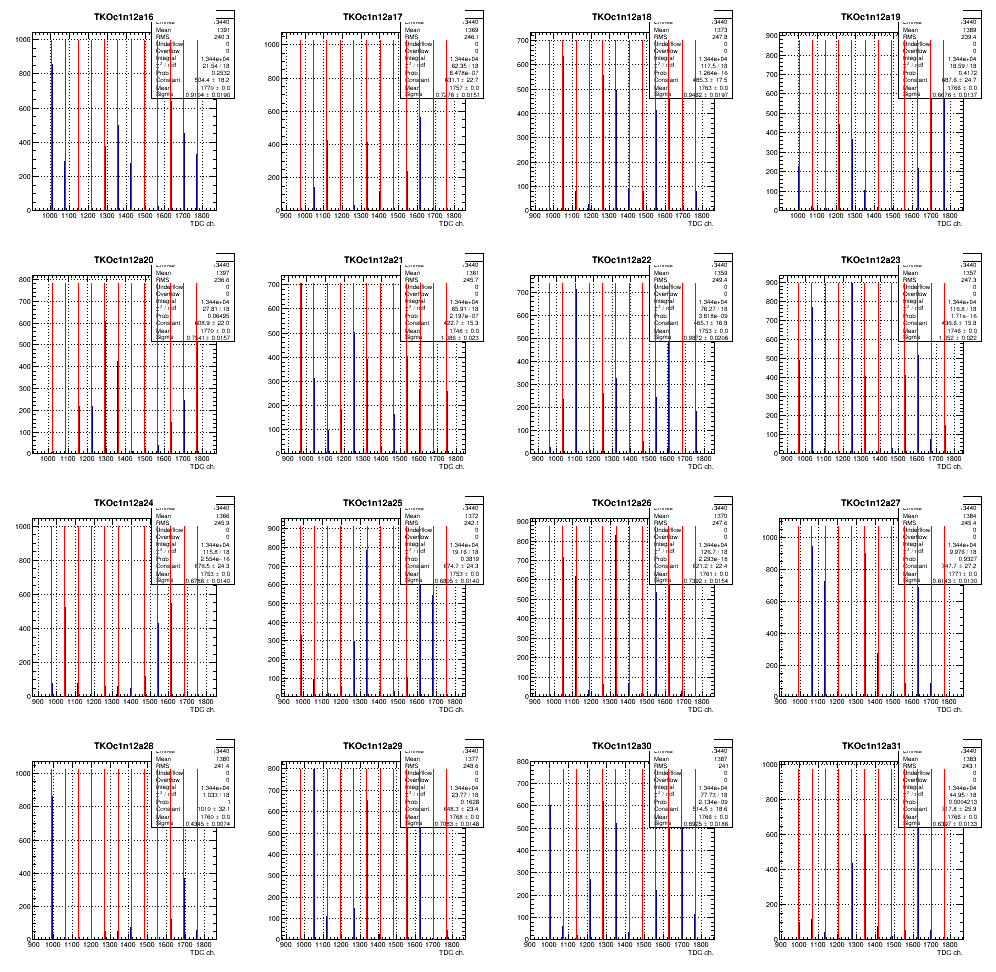 TKOc1n12a16
Mean 1391
RMS 240.3
Underflow 0
Overflow 0
Integral 1.344e+04
χ² / ndf 21.54 / 18
Prob 0.2532
Constant 504.4 ± 18.2
Mean 1770 ± 0.0
Sigma 0.9104 ± 0.0190
TDC ch.
TKOc1n12a17
Mean 1369
RMS 246.1
Underflow 0
Overflow 0
Integral 1.344e+04
χ² / ndf 62.35 / 18
Prob 8.478e-07
Constant 631.1 ± 22.7
Mean 1757 ± 0.0
Sigma 0.7276 ± 0.0151
TDC ch.
TKOc1n12a18
Mean 1373
RMS 247.8
Underflow 0
Overflow 0
Integral 1.344e+04
χ² / ndf 117.5 / 18
Prob 1.264e-16
Constant 485.3 ± 17.5
Mean 1763 ± 0.0
Sigma 0.9462 ± 0.0197
TDC ch.
TKOc1n12a19
Mean 1389
RMS 239.4
Underflow 0
Overflow 0
Integral 1.344e+04
χ² / ndf 18.59 / 18
Prob 0.4172
Constant 687.6 ± 24.7
Mean 1766 ± 0.0
Sigma 0.6676 ± 0.0137
TDC ch.
TKOc1n12a20
Mean 1397
RMS 236.6
Underflow 0
Overflow 0
Integral 1.344e+04
χ² / ndf 27.81 / 18
Prob 0.06495
Constant 608.9 ± 22.0
Mean 1770 ± 0.0
Sigma 0.7541 ± 0.0157
TDC ch.
TKOc1n12a21
Mean 1361
RMS 245.7
Underflow 0
Overflow 0
Integral 1.344e+04
χ² / ndf 65.91 / 18
Prob 2.197e-07
Constant 422.7 ± 15.3
Mean 1748 ± 0.0
Sigma 1.086 ± 0.023
TDC ch.
TKOc1n12a22
Mean 1359
RMS 249.4
Underflow 0
Overflow 0
Integral 1.344e+04
χ² / ndf 76.27 / 18
Prob 3.818e-09
Constant 465.1 ± 16.8
Mean 1753 ± 0.0
Sigma 0.9872 ± 0.0206
TDC ch.
TKOc1n12a23
Mean 1357
RMS 247.3
Underflow 0
Overflow 0
Integral 1.344e+04
χ² / ndf 116.8 / 18
Prob 1.71e-16
Constant 436.6 ± 15.8
Mean 1746 ± 0.0
Sigma 1.052 ± 0.022
TDC ch.
TKOc1n12a24
Mean 1366
RMS 245.9
Underflow 0
Overflow 0
Integral 1.344e+04
χ² / ndf 115.8 / 18
Prob 2.554e-16
Constant 676.5 ± 24.3
Mean 1753 ± 0.0
Sigma 0.6786 ± 0.0140
TDC ch.
TKOc1n12a25
Mean 1372
RMS 242.1
Underflow 0
Overflow 0
Integral 1.344e+04
χ² / ndf 19.16 / 18
Prob 0.3819
Constant 674.7 ± 24.3
Mean 1753 ± 0.0
Sigma 0.6805 ± 0.0140
TDC ch.
TKOc1n12a26
Mean 1370
RMS 247.6
Underflow 0
Overflow 0
Integral 1.344e+04
χ² / ndf 126.7 / 18
Prob 2.293e-18
Constant 621.2 ± 22.4
Mean 1761 ± 0.0
Sigma 0.7392 ± 0.0154
TDC ch.
TKOc1n12a27
Mean 1384
RMS 245.4
Underflow 0
Overflow 0
Integral 1.344e+04
χ² / ndf 9.976 / 18
Prob 0.9327
Constant 747.7 ± 27.2
Mean 1771 ± 0.0
Sigma 0.6143 ± 0.0130
TDC ch.
TKOc1n12a28
Mean 1380
RMS 241.4
Underflow 0
Overflow 0
Integral 1.344e+04
χ² / ndf 1.033 / 18
Prob 1
Constant 1010 ± 32.1
Mean 1760 ± 0.0
Sigma 0.4345 ± 0.0074
TDC ch.
TKOc1n12a29
Mean 1377
RMS 248.6
Underflow 0
Overflow 0
Integral 1.344e+04
χ² / ndf 23.77 / 18
Prob 0.1628
Constant 648.3 ± 23.4
Mean 1768 ± 0.0
Sigma 0.7083 ± 0.0148
TDC ch.
TKOc1n12a30
Mean 1387
RMS 241
Underflow 0
Overflow 0
Integral 1.344e+04
χ² / ndf 77.73 / 18
Prob 2.134e-09
Constant 514.5 ± 18.6
Mean 1766 ± 0.0
Sigma 0.8925 ± 0.0186
TDC ch.
TKOc1n12a31
Mean 1383
RMS 243.1
Underflow 0
Overflow 0
Integral 1.344e+04
χ² / ndf 44.95 / 18
Prob 0.0004213
Constant 717.8 ± 25.9
Mean 1766 ± 0.0
Sigma 0.6397 ± 0.0133
TDC ch.